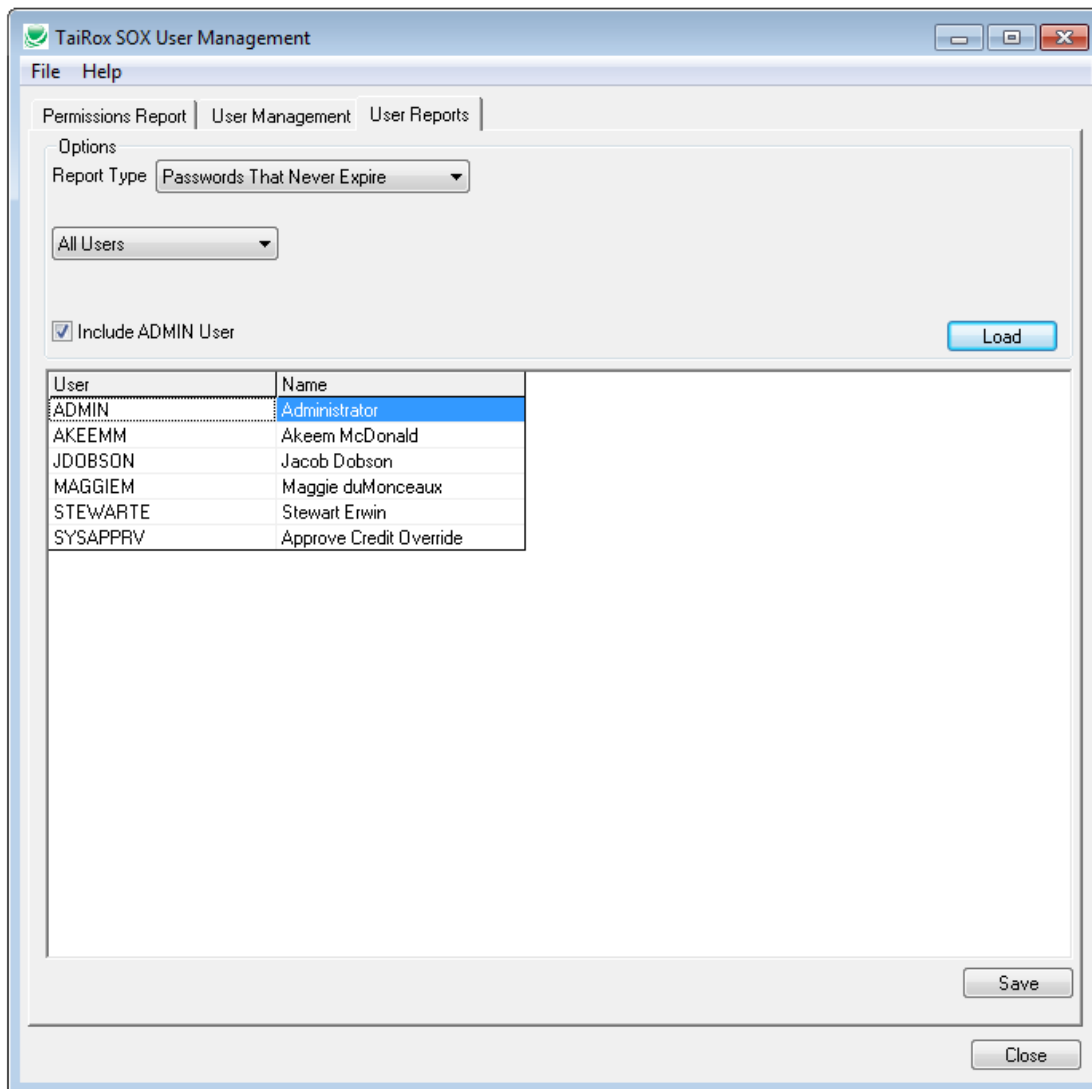 TaiRox SOX User Management
File Help
Permissions Report User Management User Reports
Options
Report Type Passwords That Never Expire
All Users
Include ADMIN User Load
User Name
ADMIN Administrator
AKEEMM Akeem McDonald
JDOBSON Jacob Dobson
MAGGIEM Maggie duMonceaux
STEWARTE Stewart Erwin
SYSAPPRV Approve Credit Override
Save
Close